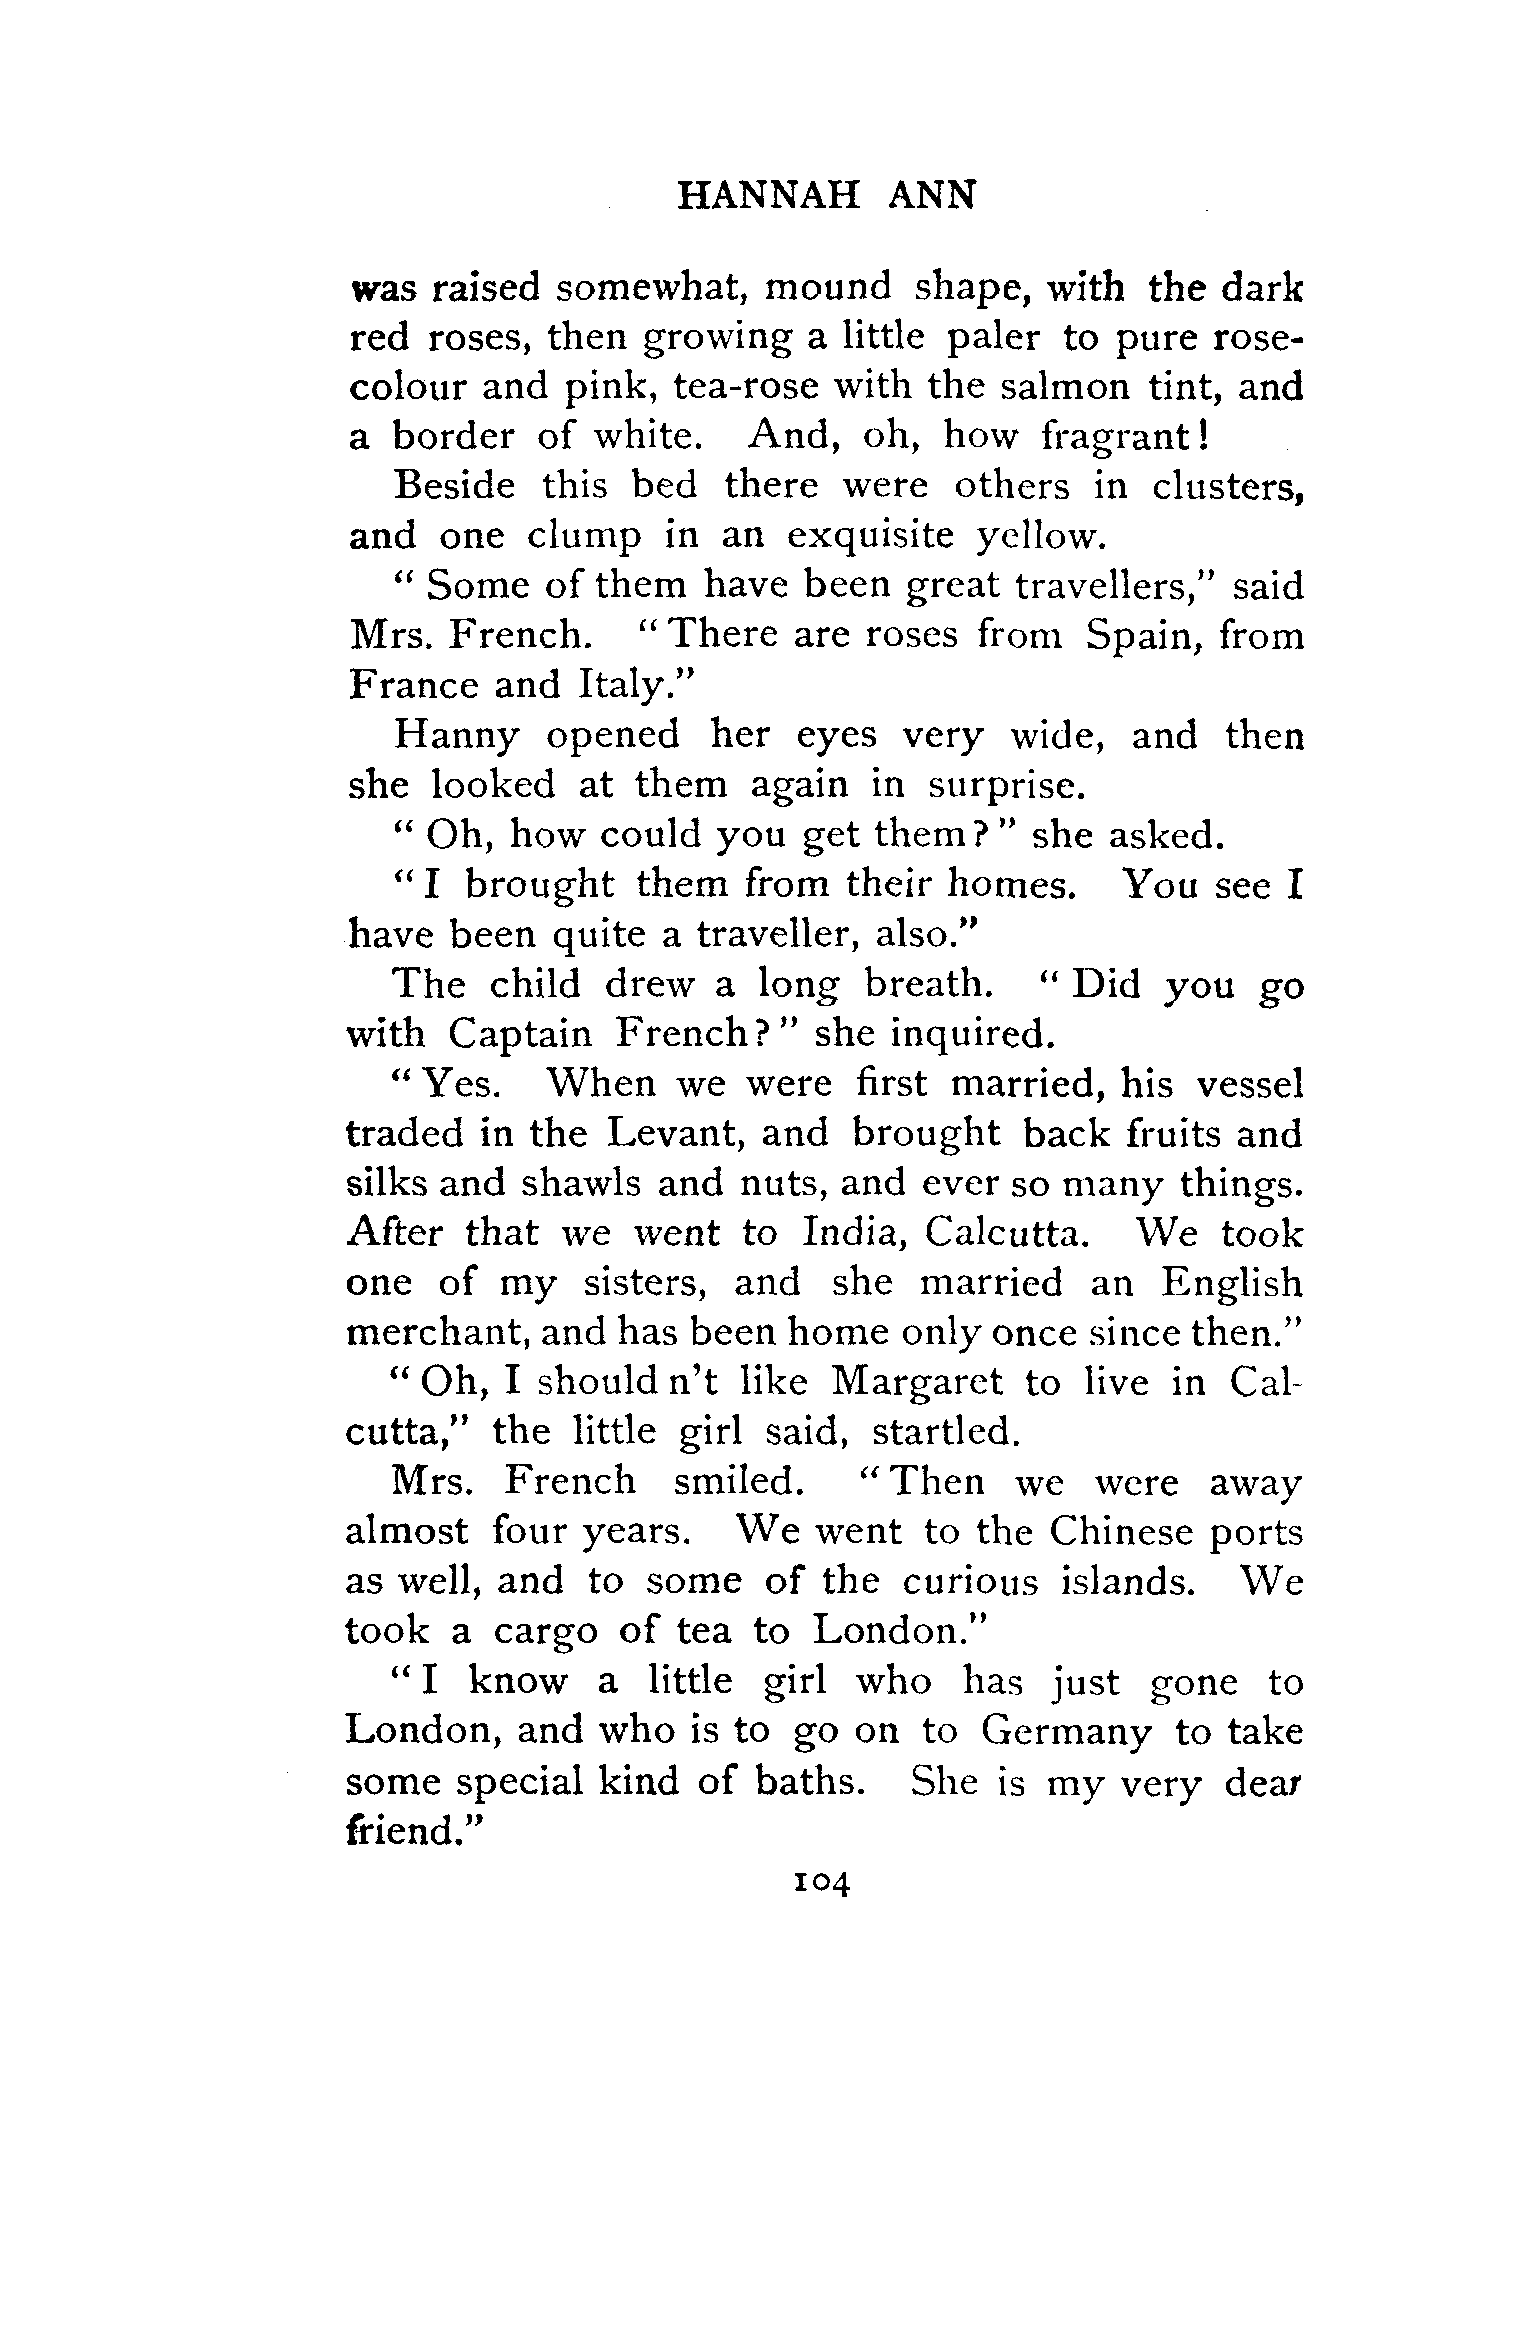 HANNAH ANN
was raised somewhat, mound shape, with the dark
red roses, then growing a little paler to pure rose-
colour and pink, tea-rose with the salmon tint, and
a border of white. And, oh, how fragrant!
Beside this bed there were others in clusters,
and one clump in an exquisite yellow.
"Some of them have been great travellers," said
Mrs. French. "There are roses from Spain, from
France and Italy."
Hanny opened her eyes very wide, and then
she looked at them again in surprise.
"Oh, how could you get them?" she asked.
"I brought them from their homes. You see I
have been quite a traveller, also."
The child drew a long breath. "Did you go
with Captain French?" she inquired.
"Yes. When we were first married, his vessel
traded in the Levant, and brought back fruits and
silks and shawls and nuts, and ever so many things.
After that we went to India, Calcutta. We took
one of my sisters, and she married an English
merchant, and has been home only once since then."
"Oh, I should n't like Margaret to live in Cal-
cutta," the little girl said, startled.
Mrs. French smiled. "Then we were away
almost four years. We went to the Chinese ports
as well, and to some of the curious islands. We
took a cargo of tea to London."
"I know a little girl who has just gone to
London, and who is to go on to Germany to take
some special kind of baths. She is my very dear
friend."
104